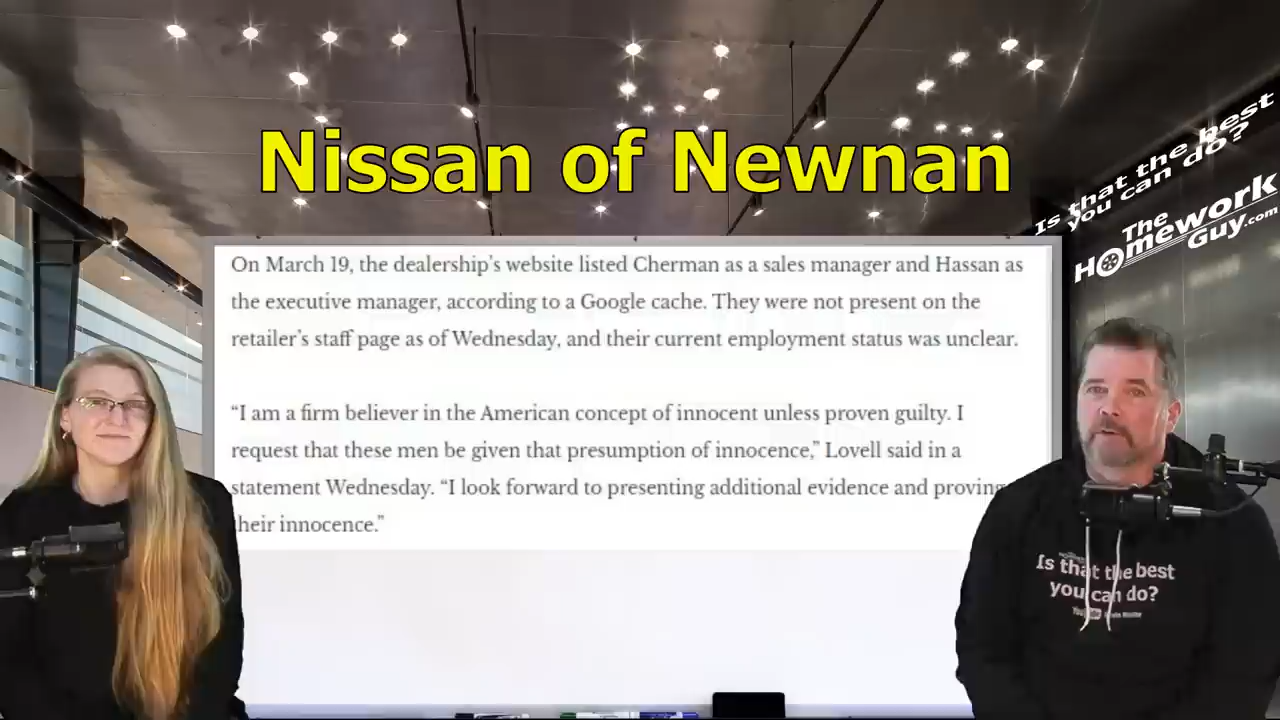 Nissan of Newnan
Is that the best
you can do?
The
Homework
Guy.com
On March 19, the dealership's website listed Cherman as a sales manager and Hassan as
the executive manager, according to a Google cache. They were not present on the
retailer's staff page as of Wednesday, and their current employment status was unclear.
“I am a firm believer in the American concept of innocent unless proven guilty. I
request that these men be given that presumption of innocence,” Lovell said in a
statement Wednesday. “I look forward to presenting additional evidence and proving
their innocence.”
Is that the best
you can do?
YouTube